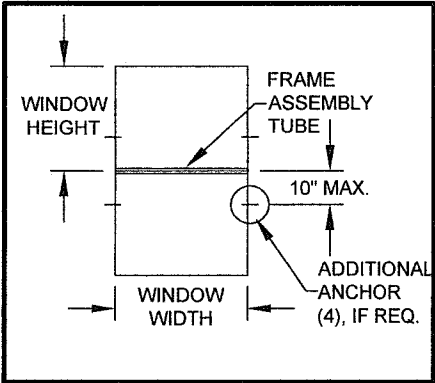 FRAME
ASSEMBLY
TUBE
WINDOW
HEIGHT
10" MAX.
ADDITIONAL
ANCHOR
(4), IF REQ.
WINDOW
WIDTH